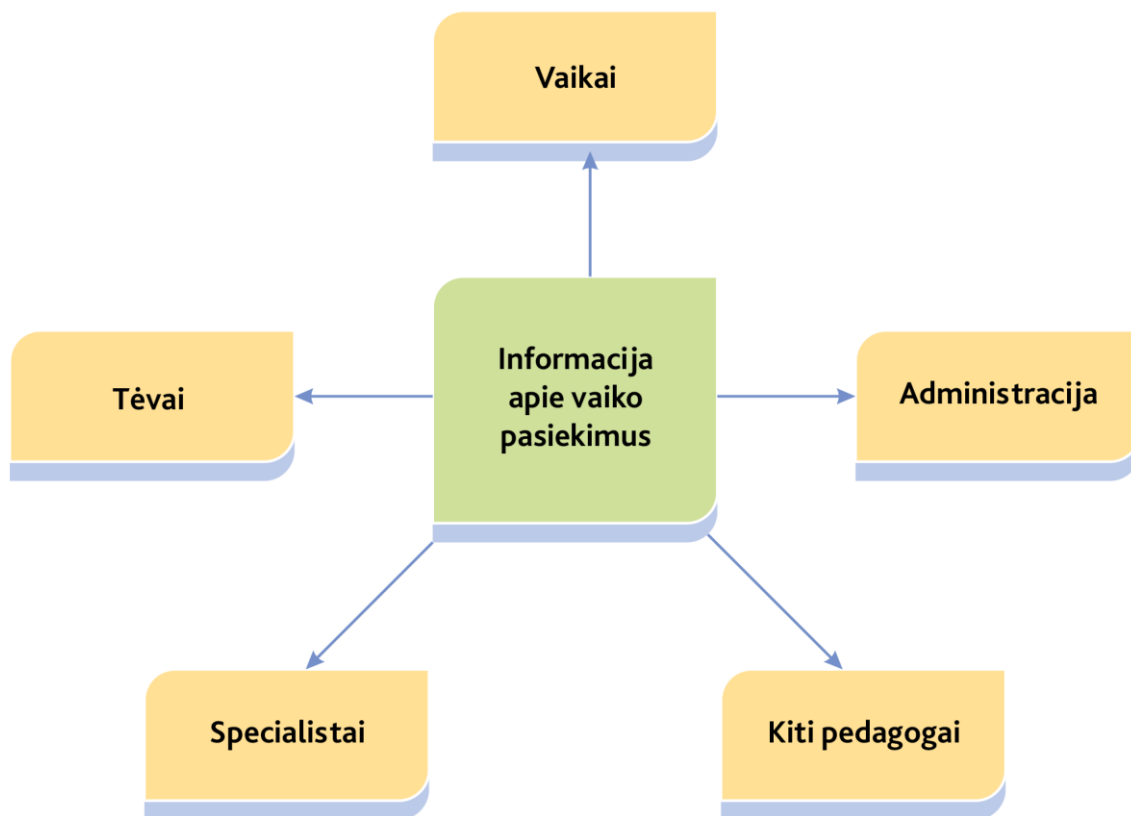 Vaikai
Informacija
apie vaiko
pasiekimus
Tėvai
Administracija
Specialistai
Kiti pedagogai